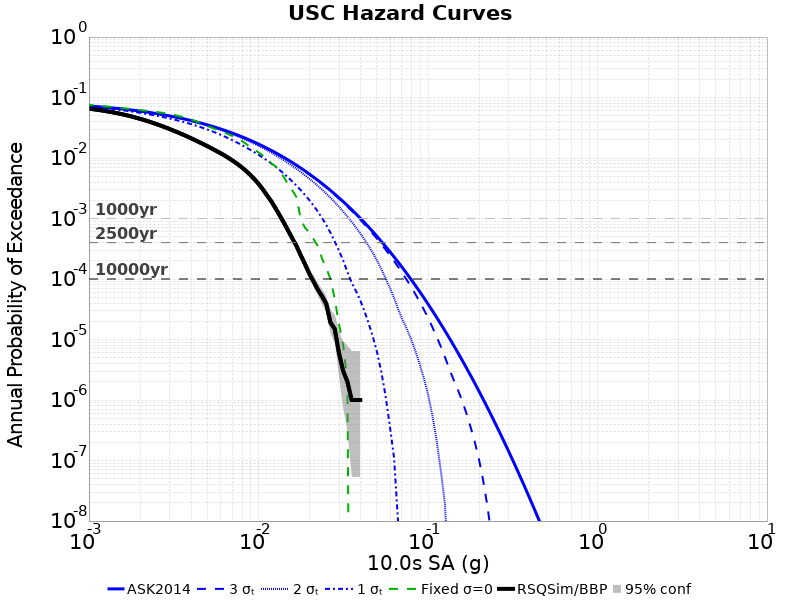 USC Hazard Curves
Annual Probability of Exceedance
10^0
10^-1
10^-2
10^-3
10^-4
10^-5
10^-6
10^-7
10^-8
1000yr
2500yr
10000yr
10^-3 10^-2 10^-1 10^0 10^1
10.0s SA (g)
ASK2014 3 σₜ 2 σₜ 1 σₜ Fixed σ=0 RSQSim/BBP 95% conf